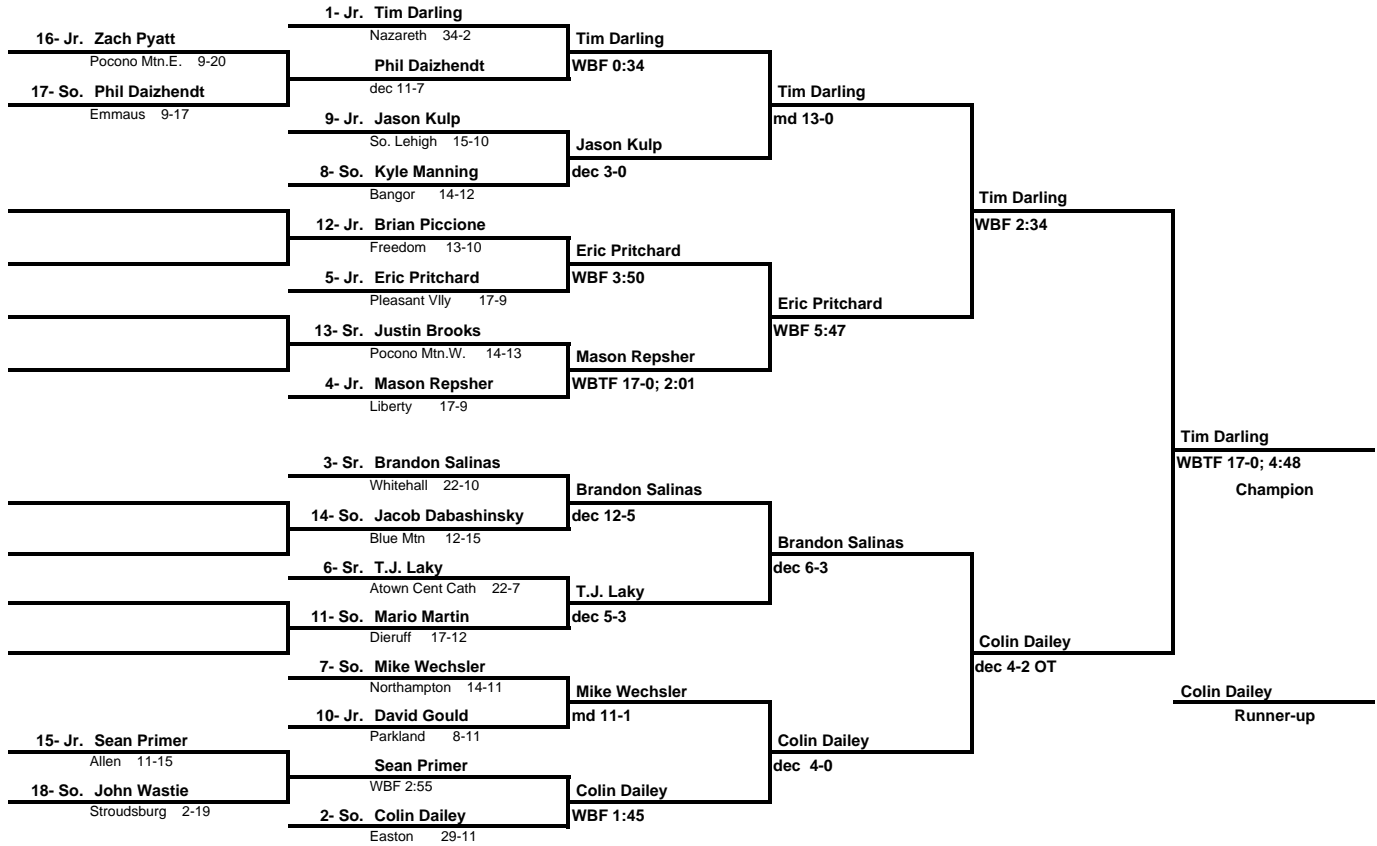 1- Jr. Tim Darling
Nazareth 34-2
16- Jr. Zach Pyatt
Pocono Mtn.E. 9-20
17- So. Phil Daizhendt
Emmaus 9-17
Phil Daizhendt
dec 11-7
9- Jr. Jason Kulp
So. Lehigh 15-10
8- So. Kyle Manning
Bangor 14-12
12- Jr. Brian Piccione
Freedom 13-10
5- Jr. Eric Pritchard
Pleasant Vlly 17-9
13- Sr. Justin Brooks
Pocono Mtn.W. 14-13
4- Jr. Mason Repsher
Liberty 17-9
3- Sr. Brandon Salinas
Whitehall 22-10
14- So. Jacob Dabashinsky
Blue Mtn 12-15
6- Sr. T.J. Laky
Atown Cent Cath 22-7
11- So. Mario Martin
Dieruff 17-12
7- So. Mike Wechsler
Northampton 14-11
10- Jr. David Gould
Parkland 8-11
15- Jr. Sean Primer
Allen 11-15
18- So. John Wastie
Stroudsburg 2-19
Sean Primer
WBF 2:55
2- So. Colin Dailey
Easton 29-11
Tim Darling
WBF 0:34
Jason Kulp
dec 3-0
Eric Pritchard
WBF 3:50
Mason Repsher
WBTF 17-0; 2:01
Brandon Salinas
dec 12-5
T.J. Laky
dec 5-3
Mike Wechsler
md 11-1
Colin Dailey
WBF 1:45
Tim Darling
md 13-0
Eric Pritchard
WBF 5:47
Brandon Salinas
dec 6-3
Colin Dailey
dec 4-0
Tim Darling
WBF 2:34
Colin Dailey
dec 4-2 OT
Tim Darling
WBTF 17-0; 4:48
Champion
Colin Dailey
Runner-up